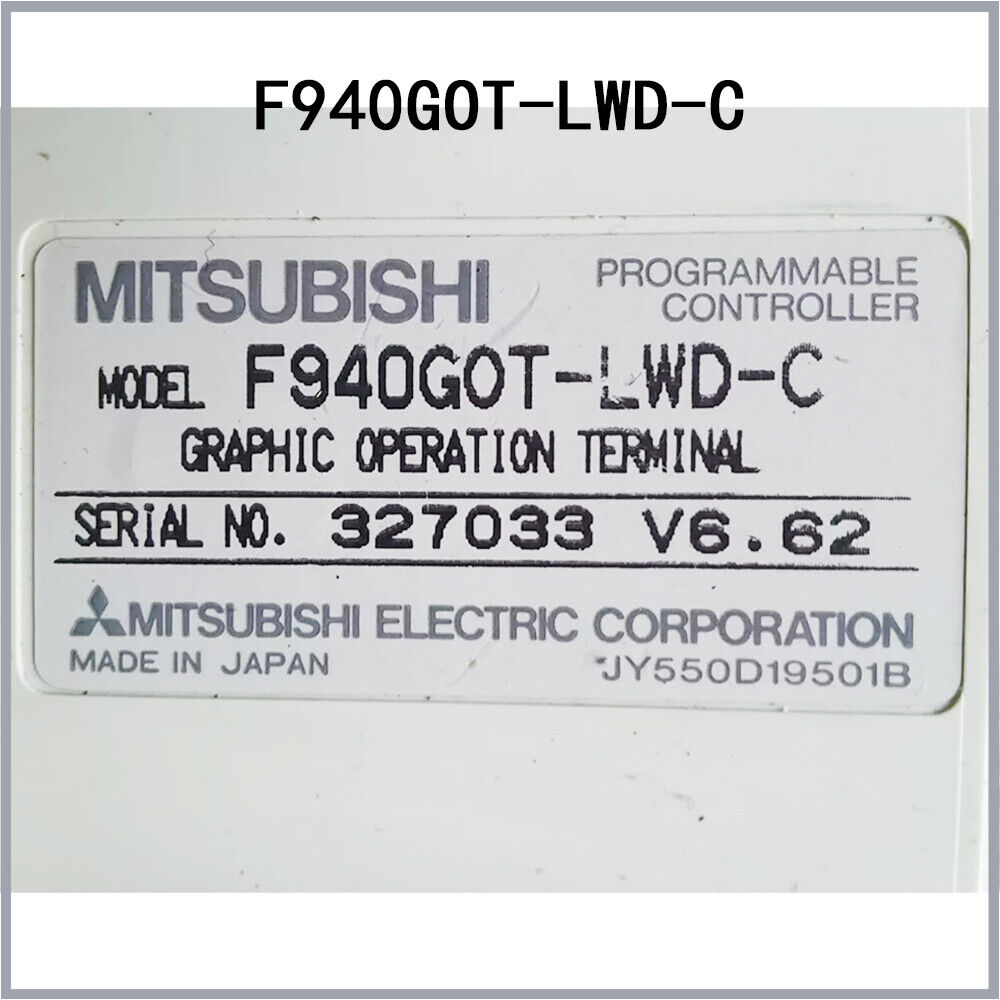 F940GOT-LWD-C
MITSUBISHI
PROGRAMMABLE
CONTROLLER
MODEL F940GOT-LWD-C
GRAPHIC OPERATION TERMINAL
SERIAL NO. 327033 V6.62
MITSUBISHI ELECTRIC CORPORATION
MADE IN JAPAN JY550D19501B